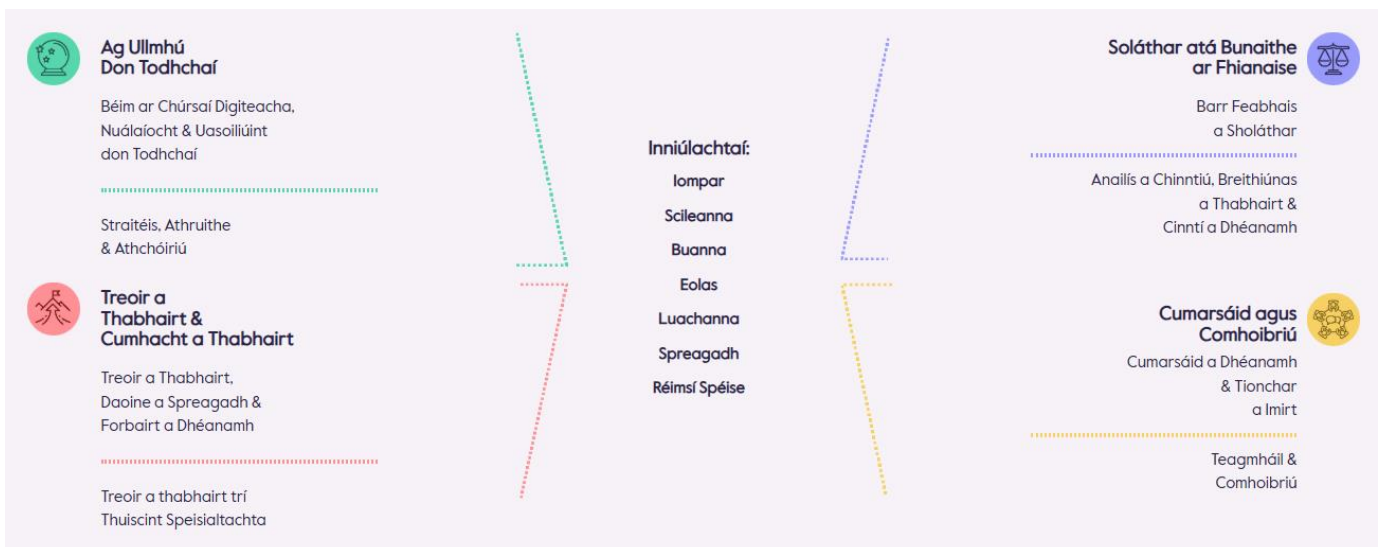 Ag Ullmhú
Don Todhchaí
Béim ar Chúrsaí Digiteacha,
Nuálaíocht & Uasoiliúint
don Todhchaí
Straitéis, Athruithe
& Athchóiriú
Treoir a
Thabhairt &
Cumhacht a Thabhairt
Treoir a Thabhairt,
Daoine a Spreagadh &
Forbairt a Dhéanamh
Treoir a thabhairt trí
Thuiscint Speisialtachta
Inniúlachtaí:
Iompar
Scileanna
Buanna
Eolas
Luachanna
Spreagadh
Réimsí Spéise
Soláthar atá Bunaithe
ar Fhianaise
Barr Feabhais
a Sholáthar
Anailís a Chinntiú, Breithiúnas
a Thabhairt &
Cinntí a Dhéanamh
Cumarsáid agus
Comhoibriú
Cumarsáid a Dhéanamh
& Tionchar
a Imirt
Teagmháil &
Comhoibriú